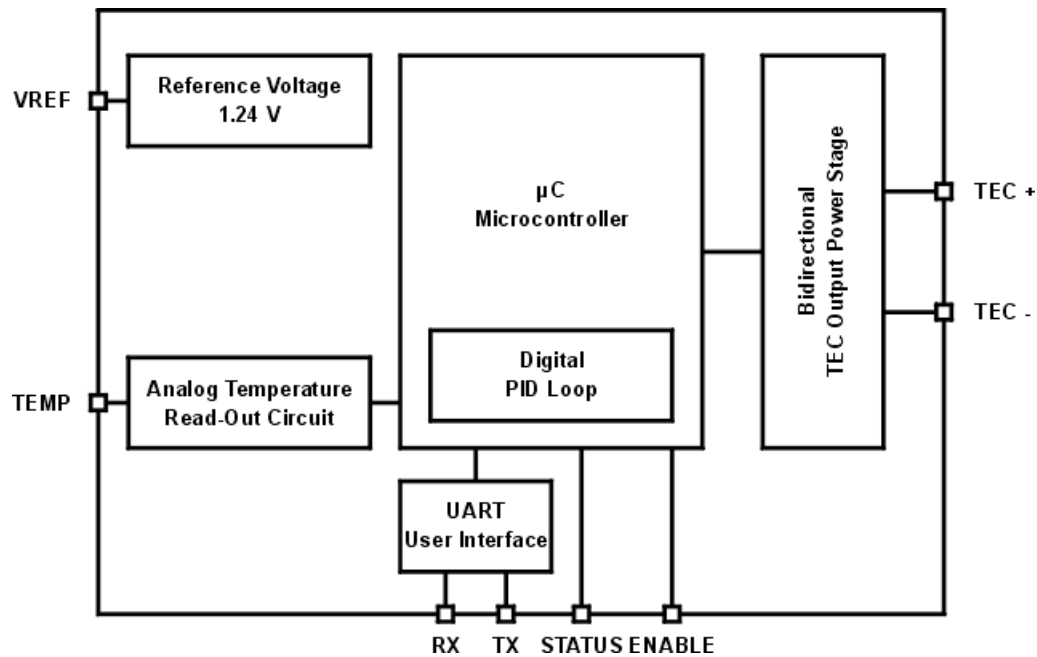 VREF
Reference Voltage
1.24 V
µC
Microcontroller
Bidirectional
TEC Output Power Stage
TEC +
TEC -
TEMP
Analog Temperature
Read-Out Circuit
Digital
PID Loop
UART
User Interface
RX
TX
STATUS
ENABLE